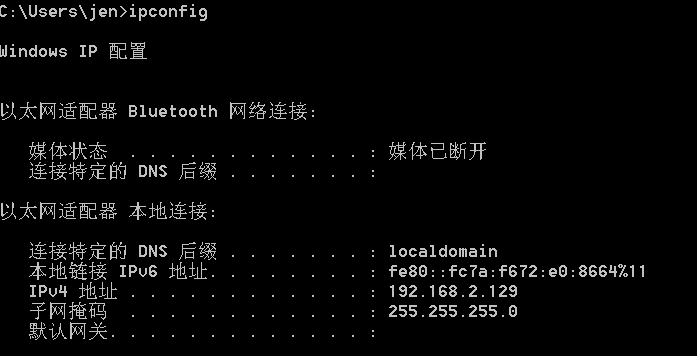 C:\Users\jen>ipconfig
Windows IP 配置
以太网适配器 Bluetooth 网络连接:
媒体状态 . . . . . . . . . . . . : 媒体已断开
连接特定的 DNS 后缀 . . . . . . . :
以太网适配器 本地连接:
连接特定的 DNS 后缀 . . . . . . . : localdomain
本地链接 IPv6 地址. . . . . . . . : fe80::fc7a:f672:e0:8664%11
IPv4 地址 . . . . . . . . . . . . : 192.168.2.129
子网掩码 . . . . . . . . . . . . : 255.255.255.0
默认网关. . . . . . . . . . . . . :